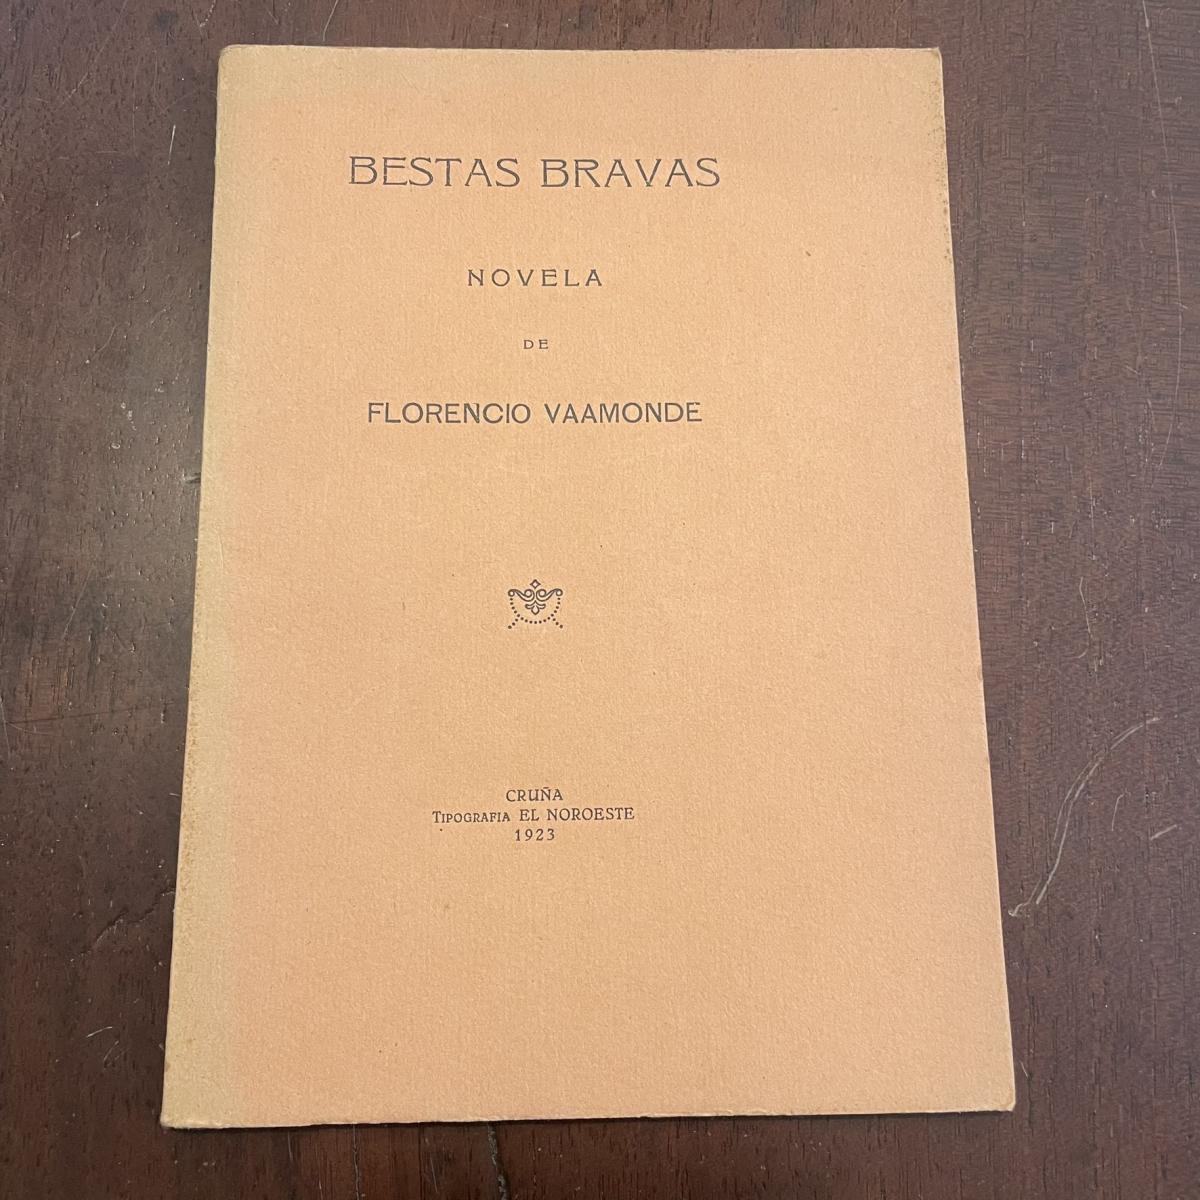 BESTAS BRAVAS
NOVELA
DE
FLORENCIO VAAMONDE
CRUÑA
TIPOGRAFIA EL NOROESTE
1923